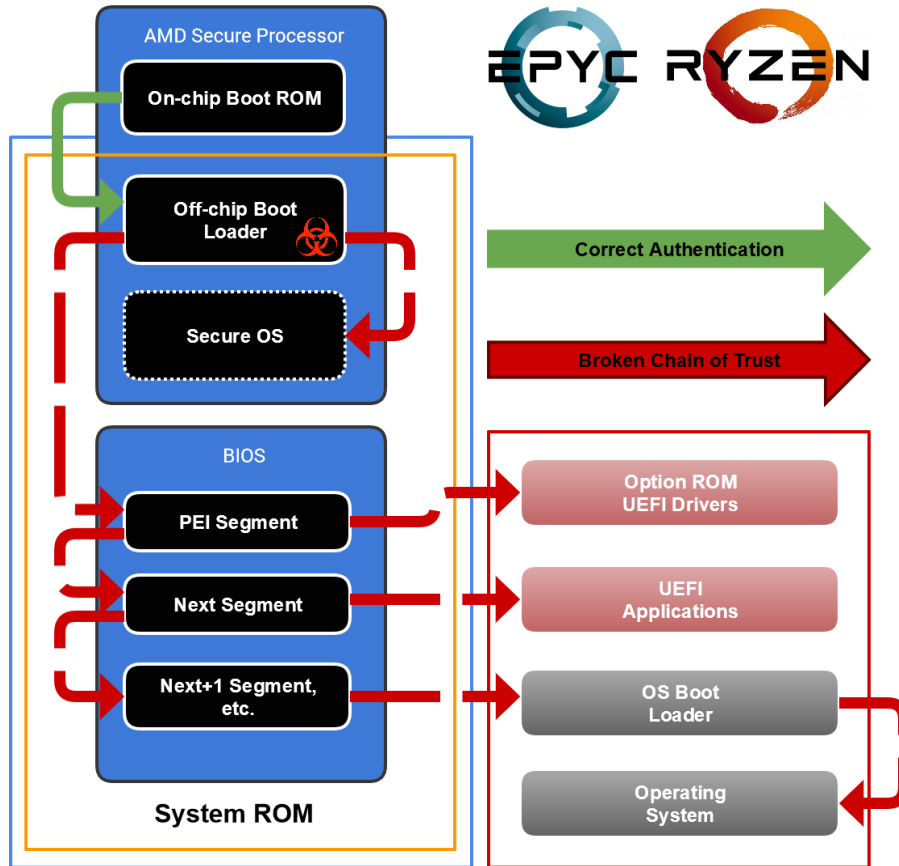 AMD Secure Processor
EPYC RYZEN
On-chip Boot ROM
Off-chip Boot
Loader
Correct Authentication
Secure OS
Broken Chain of Trust
BIOS
Option ROM
UEFI Drivers
PEI Segment
UEFI
Applications
Next Segment
OS Boot
Loader
Next+1 Segment,
etc.
Operating
System
System ROM